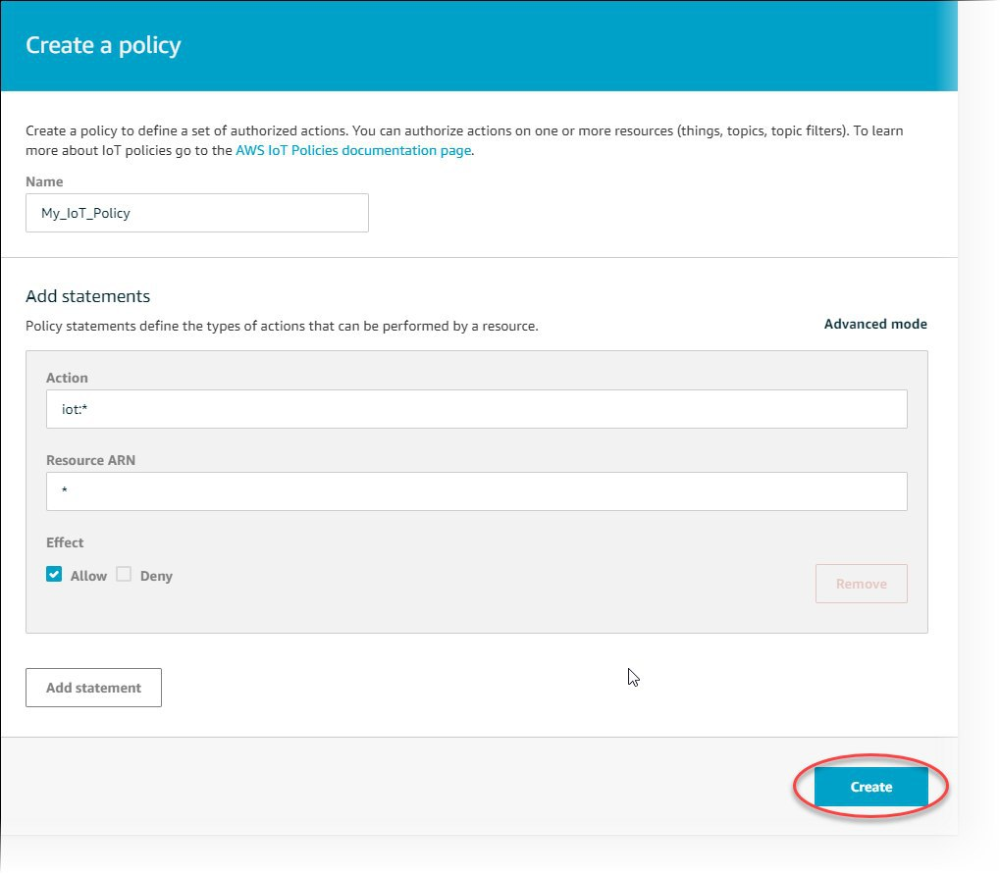 Create a policy
Create a policy to define a set of authorized actions. You can authorize actions on one or more resources (things, topics, topic filters). To learn
more about IoT policies go to the AWS IoT Policies documentation page.
Name
My_IoT_Policy
Add statements
Policy statements define the types of actions that can be performed by a resource.
Advanced mode
Action
iot:*
Resource ARN
*
Effect
Allow Deny
Remove
Add statement
Create